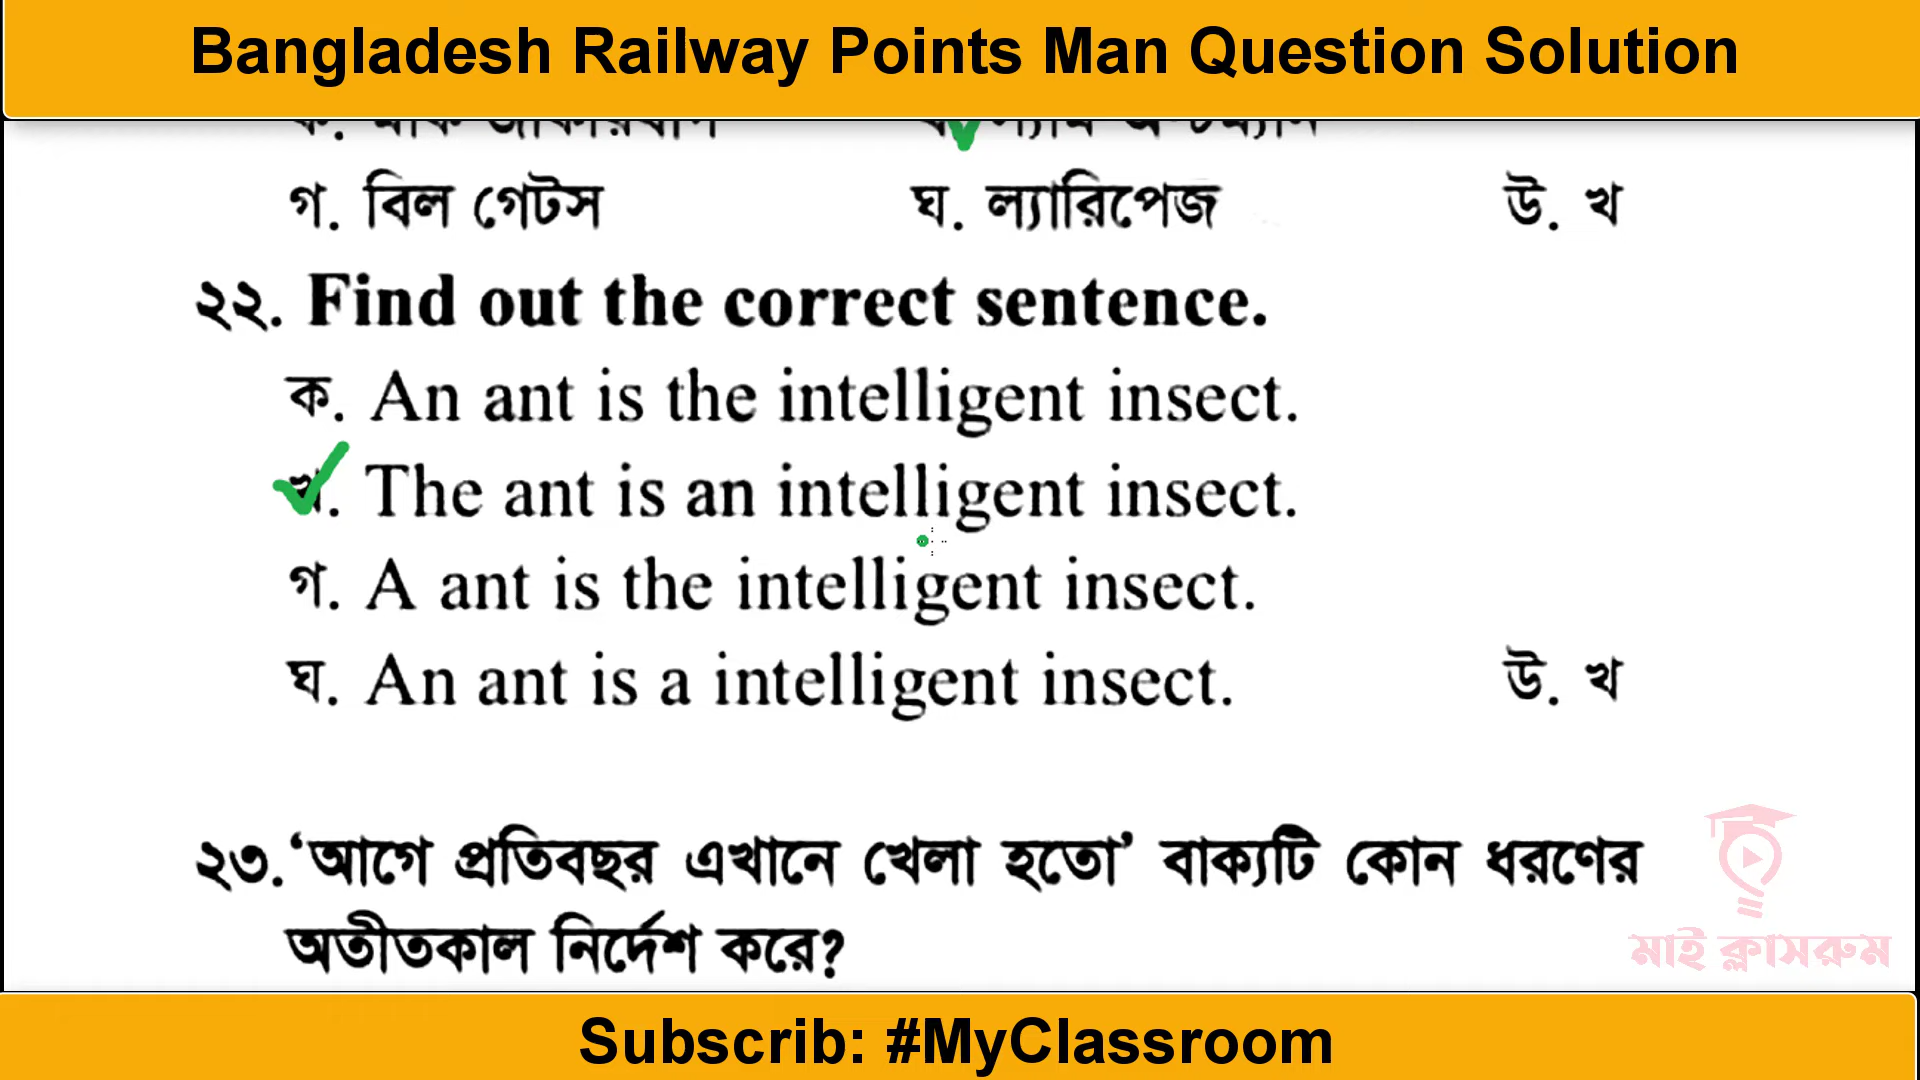 Bangladesh Railway Points Man Question Solution
গ. বিল গেটস ঘ. ল্যারিপেজ উ. খ
২২. Find out the correct sentence.
ক. An ant is the intelligent insect.
খ. The ant is an intelligent insect.
গ. A ant is the intelligent insect.
ঘ. An ant is a intelligent insect. উ. খ
২৩. ‘আগে প্রতিবছর এখানে খেলা হতো’ বাক্যটি কোন ধরণের
অতীতকাল নির্দেশ করে?
মাই ক্লাসরুম
Subscrib: #MyClassroom